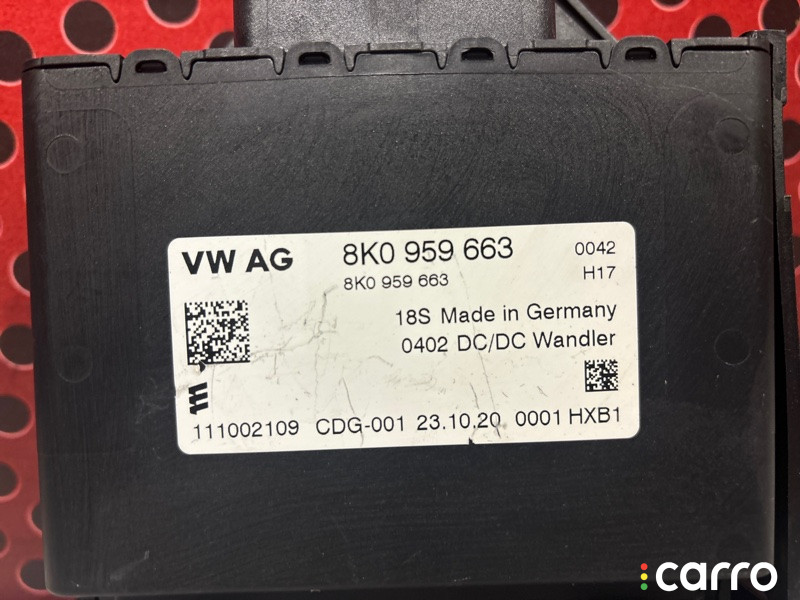 VW AG 8K0 959 663 0042
8K0 959 663 H17
18S Made in Germany
0402 DC/DC Wandler
111002109 CDG-001 23.10.20 0001 HXB1
carro